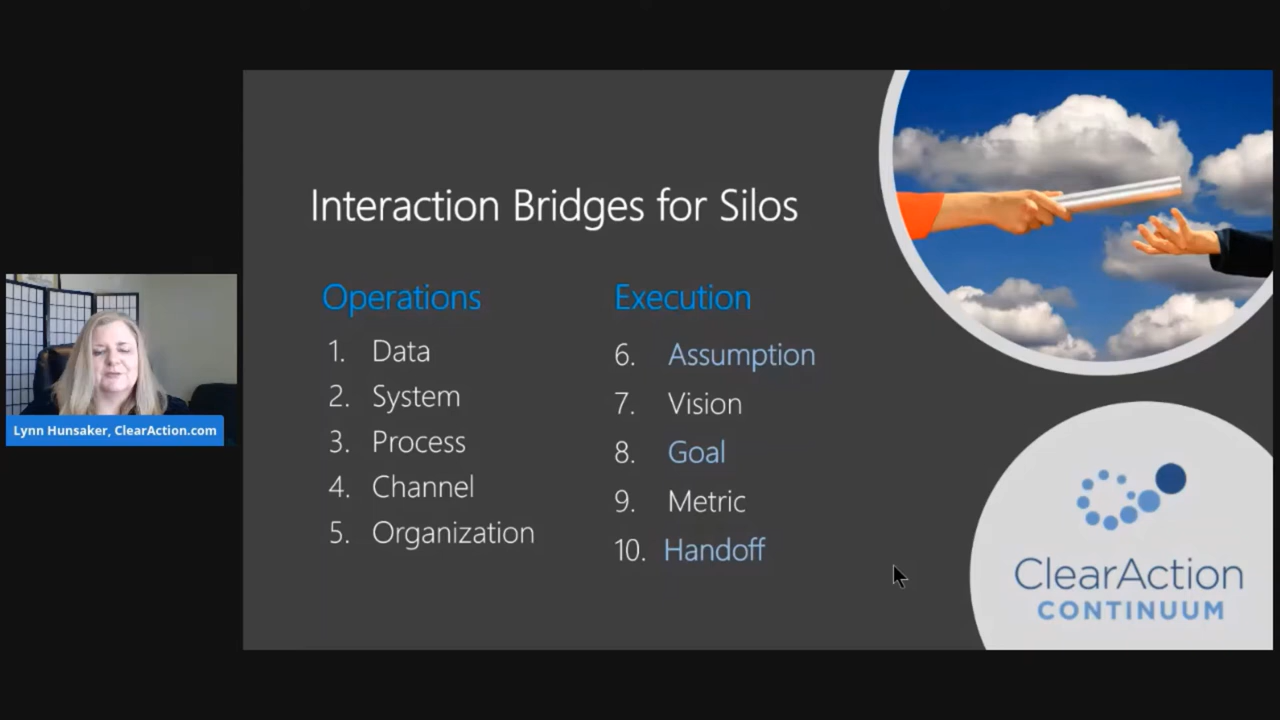 Interaction Bridges for Silos
Operations
1. Data
2. System
3. Process
4. Channel
5. Organization
Execution
6. Assumption
7. Vision
8. Goal
9. Metric
10. Handoff
Lynn Hunsaker, ClearAction.com
ClearAction
CONTINUUM